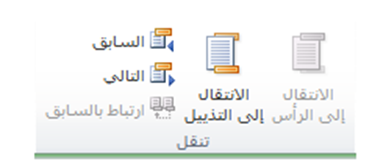 الانتقال إلى الرأس
الانتقال إلى التذييل
السابق
التالي
ارتباط بالسابق
تنقل